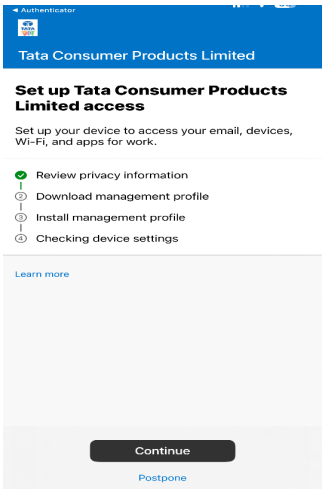 ◀ Authenticator
TATA
Tata Consumer Products Limited
Set up Tata Consumer Products
Limited access
Set up your device to access your email, devices,
Wi-Fi, and apps for work.
Review privacy information
2 Download management profile
3 Install management profile
4 Checking device settings
Learn more
Continue
Postpone